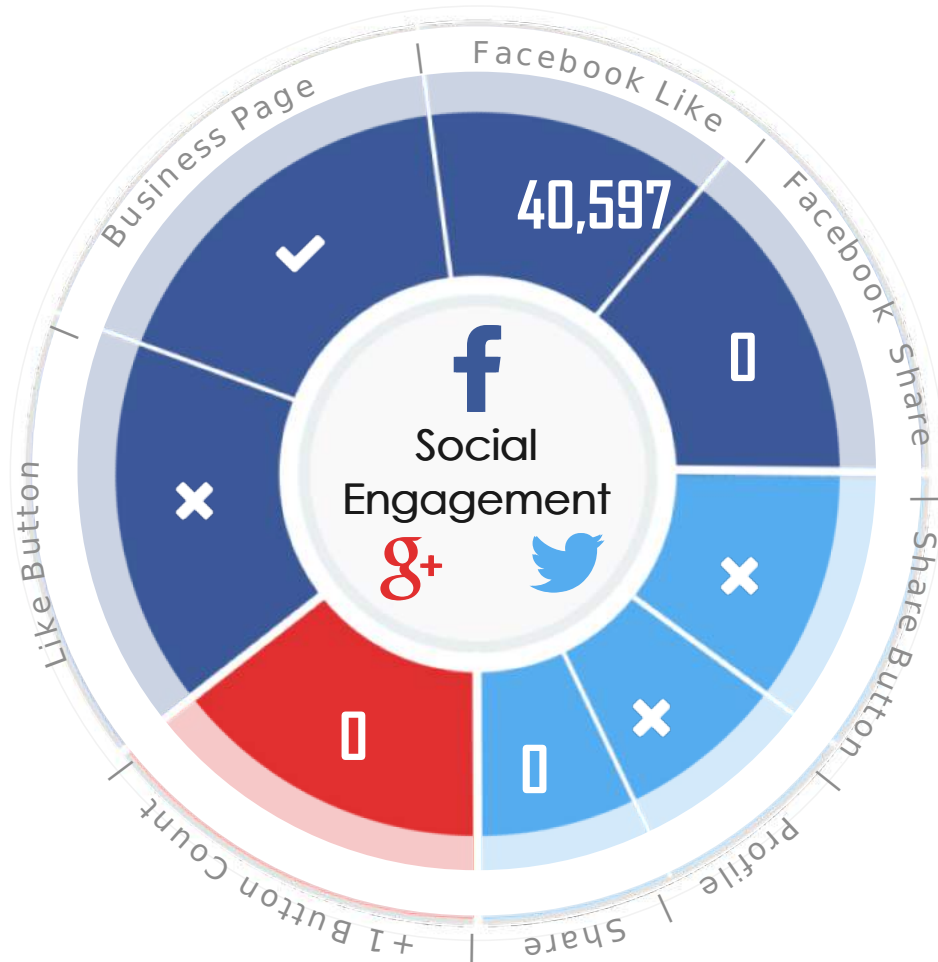 Facebook Like
40,597
Facebook Share
0
Share Button
Profile
Share
0
+1 Button Count
0
Like Button
Business Page
f
Social
Engagement
g+